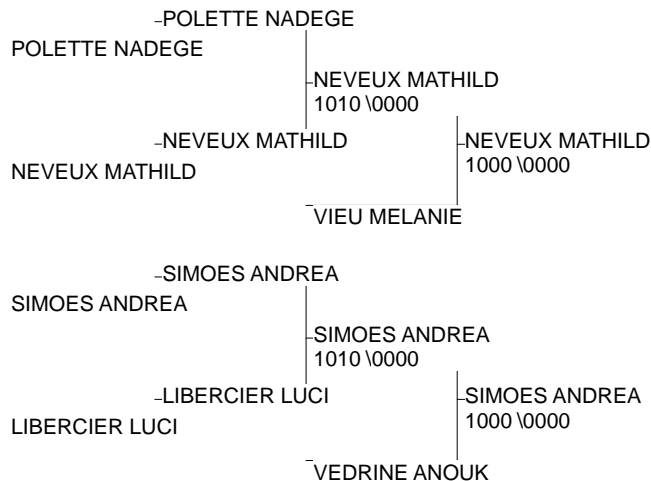 POLETTE NADEGE
POLETTE NADEGE
NEVEUX MATHILD
1010 \0000
NEVEUX MATHILD
NEVEUX MATHILD
1000 \0000
NEVEUX MATHILD
VIEU MELANIE
SIMOES ANDREA
SIMOES ANDREA
SIMOES ANDREA
1010 \0000
LIBERCIER LUCI
SIMOES ANDREA
1000 \0000
LIBERCIER LUCI
VEDRINE ANOUK